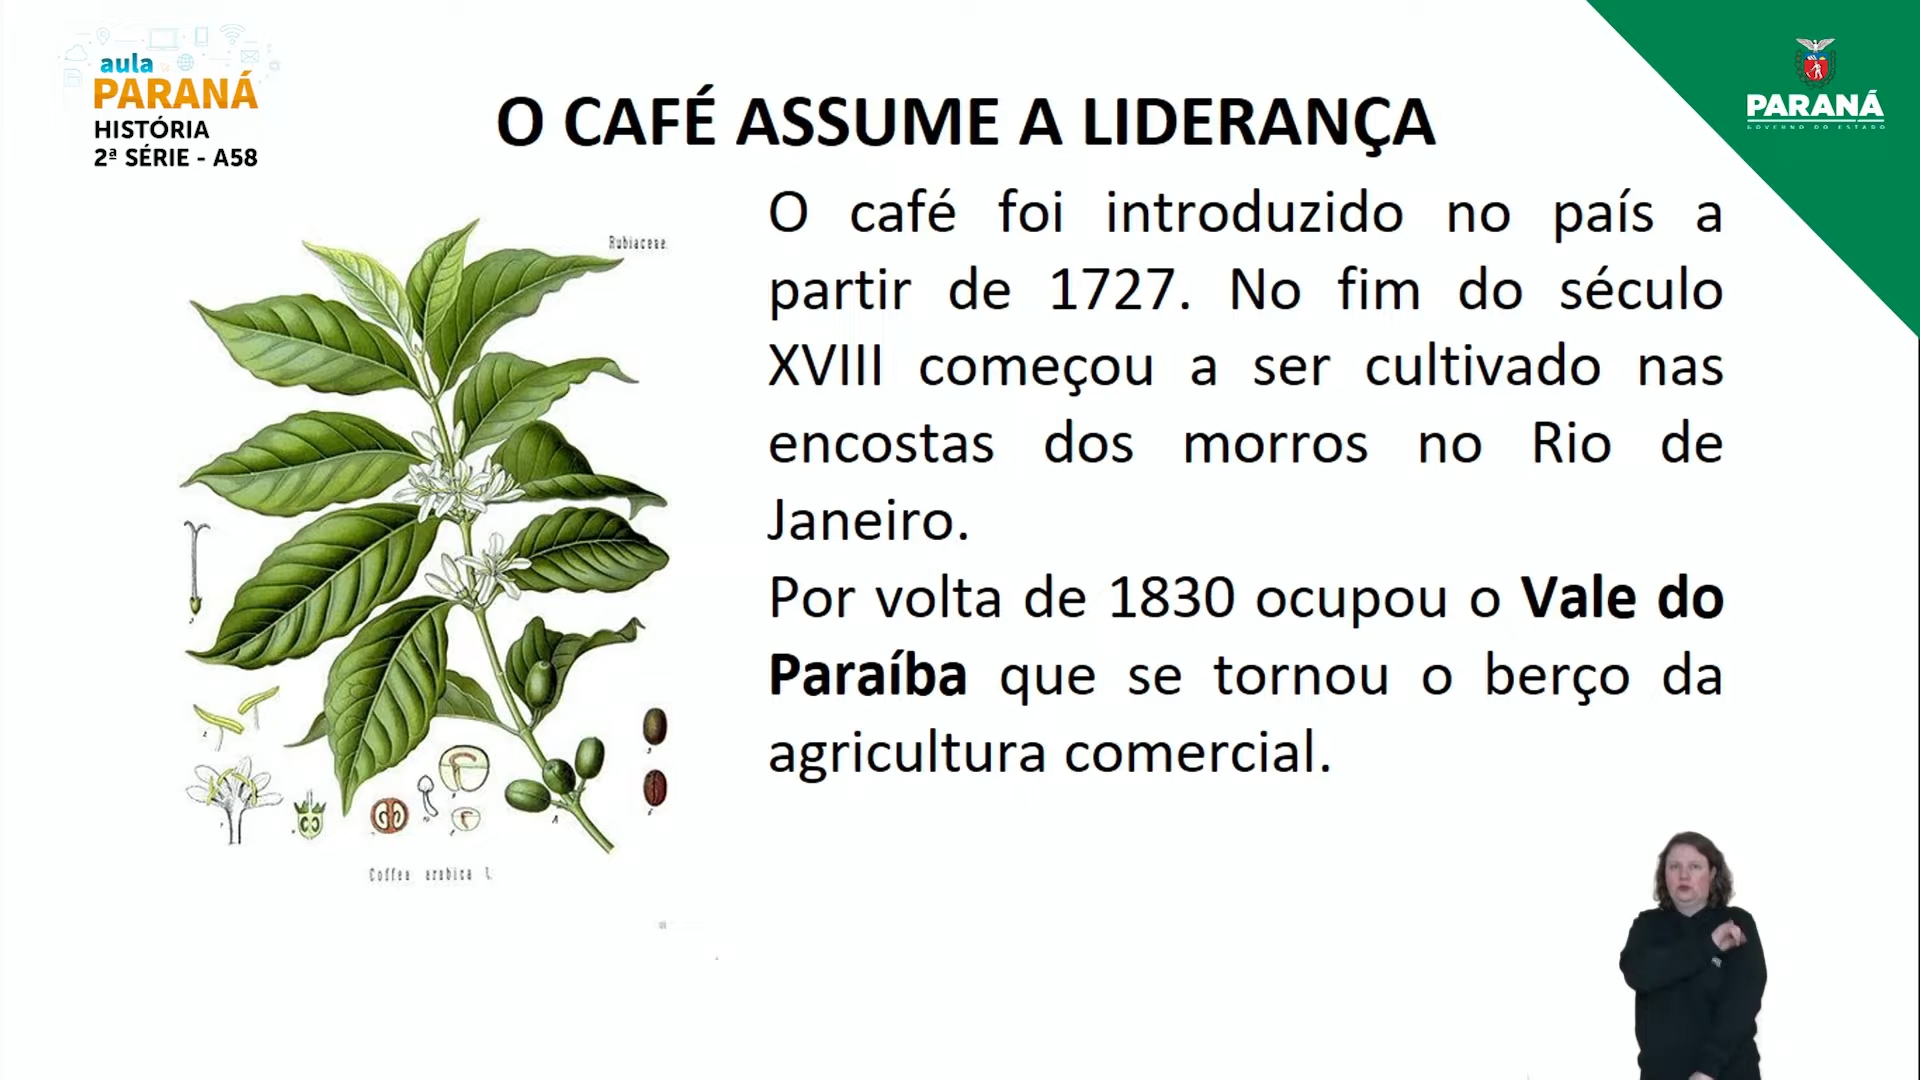 aula
PARANÁ
HISTÓRIA
2ª SÉRIE - A58
PARANÁ
GOVERNO DO ESTADO
O CAFÉ ASSUME A LIDERANÇA
Rubiaceae.
O café foi introduzido no país a
partir de 1727. No fim do século
XVIII começou a ser cultivado nas
encostas dos morros no Rio de
Janeiro.
Por volta de 1830 ocupou o Vale do
Paraíba que se tornou o berço da
agricultura comercial.
Coffea arabica L.